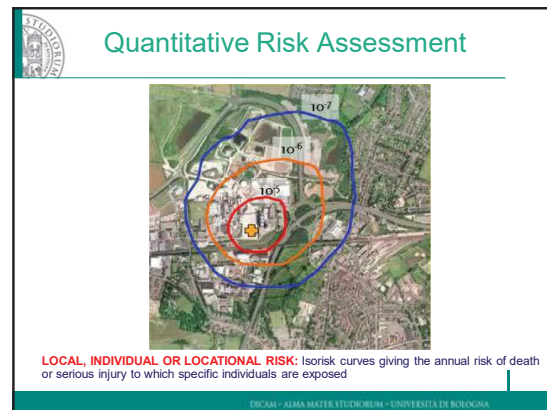 Quantitative Risk Assessment
10-7
10-6
10-5
LOCAL, INDIVIDUAL OR LOCATIONAL RISK: Isorisk curves giving the annual risk of death
or serious injury to which specific individuals are exposed
DICAM - ALMA MATER STUDIORUM - UNIVERSITÀ DI BOLOGNA